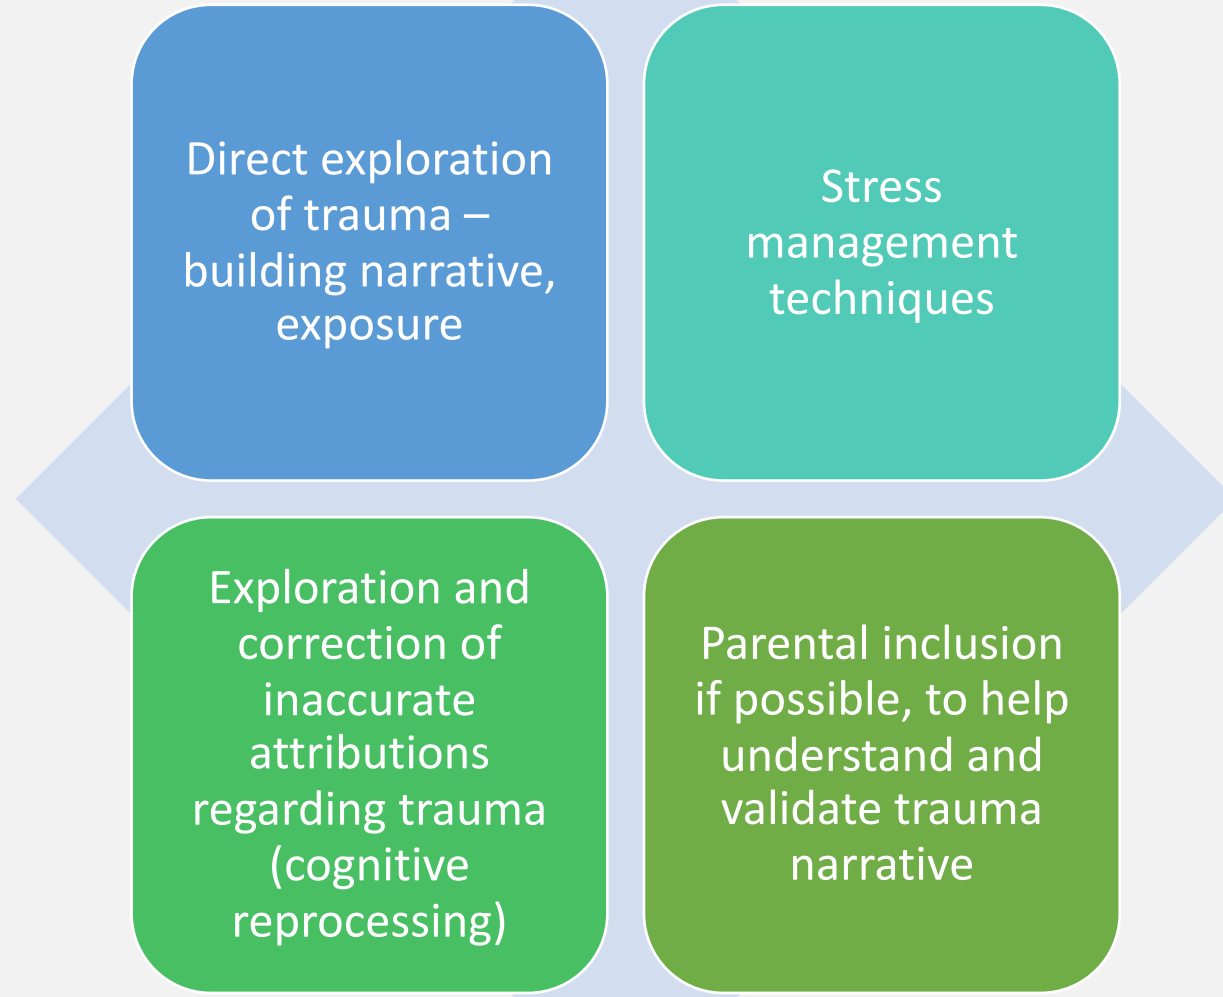 Direct exploration
of trauma –
building narrative,
exposure
Stress
management
techniques
Exploration and
correction of
inaccurate
attributions
regarding trauma
(cognitive
reprocessing)
Parental inclusion
if possible, to help
understand and
validate trauma
narrative